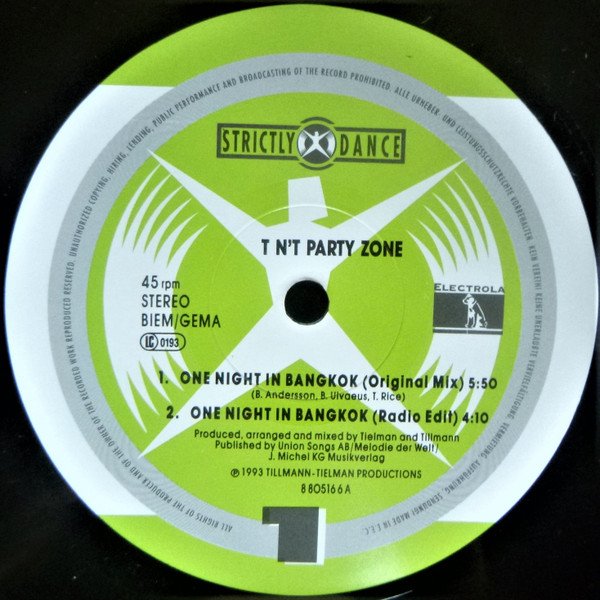 STRICTLY DANCE
T N'T PARTY ZONE
45 rpm
STEREO
BIEM/GEMA
LC 0193
ELECTROLA
1. ONE NIGHT IN BANGKOK (Original Mix) 5:50
(B. Andersson, B. Ulvaeus, T. Rice)
2. ONE NIGHT IN BANGKOK (Radio Edit) 4:10
Produced, arranged and mixed by Tielman and Tillmann
Published by Union Songs AB/Melodie der Welt/
J. Michel KG Musikverlag
℗ 1993 TILLMANN-TIELMAN PRODUCTIONS
8 805166 A
1
ALL RIGHTS OF THE PRODUCER AND OF THE OWNER OF THE RECORDED WORK REPRODUCED RESERVED. UNAUTHORIZED COPYING, HIRING, LENDING, PUBLIC PERFORMANCE AND BROADCASTING OF THE RECORD PROHIBITED. ALLE URHEBER- UND LEISTUNGSSCHUTZRECHTE VORBEHALTEN. KEIN VERLEIH! KEINE UNERLAUBTE VERVIELFÄLTIGUNG, VERMIETUNG, AUFFÜHRUNG, SENDUNG! MADE IN E.E.C.